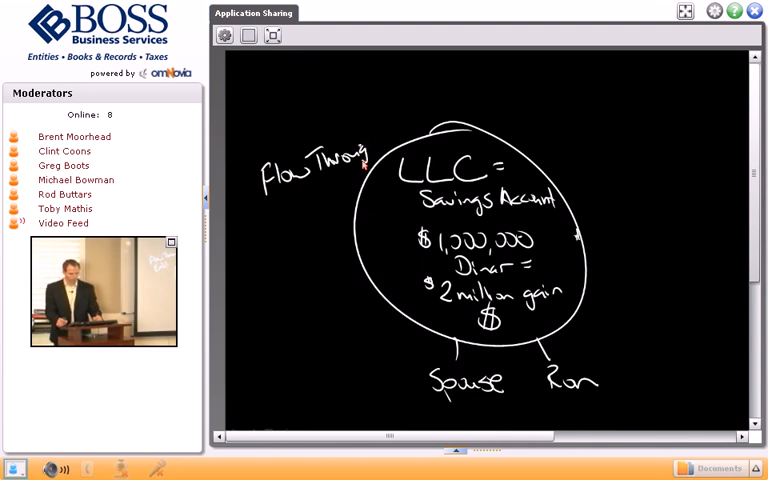 BOSS
Business Services
Entities • Books & Records • Taxes
powered by omNovia
Application Sharing
Moderators
Online: 8
Brent Moorhead
Clint Coons
Greg Boots
Michael Bowman
Rod Buttars
Toby Mathis
Video Feed
Flow Throug
LLC =
Savings Account
$1,000,000
Dinar =
$2 million gain
$
Spouse Ron
Documents